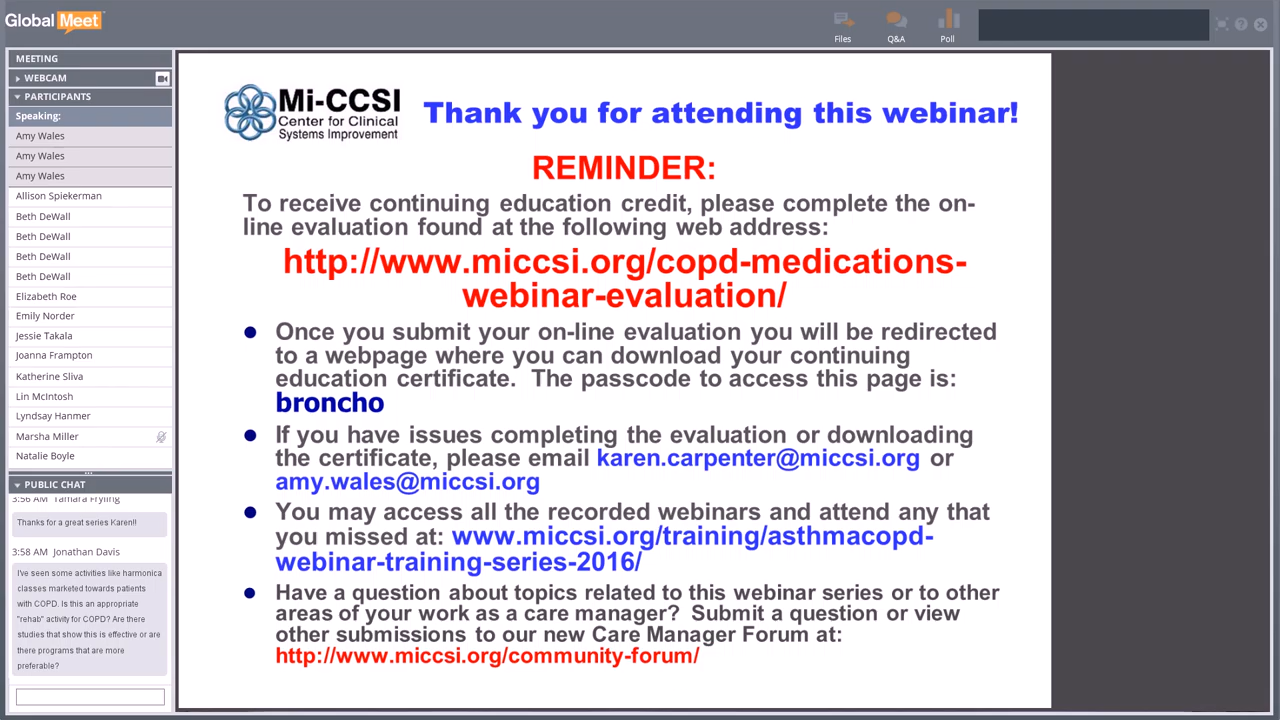 Global Meet
Files
Q&A
Poll
MEETING
WEBCAM
PARTICIPANTS
Speaking:
Amy Wales
Amy Wales
Amy Wales
Allison Spiekerman
Beth DeWall
Beth DeWall
Beth DeWall
Beth DeWall
Elizabeth Roe
Emily Norder
Jessie Takala
Joanna Frampton
Katherine Sliva
Lin McIntosh
Lyndsay Hanmer
Marsha Miller
Natalie Boyle
PUBLIC CHAT
3:56 AM Tamara Fryling
Thanks for a great series Karen!!
3:58 AM Jonathan Davis
I've seen some activities like harmonica
classes marketed towards patients
with COPD. Is this an appropriate
"rehab" activity for COPD? Are there
studies that show this is effective or are
there programs that are more
preferable?
Mi-CCSI
Center for Clinical
Systems Improvement
Thank you for attending this webinar!
REMINDER:
To receive continuing education credit, please complete the on-
line evaluation found at the following web address:
http://www.miccsi.org/copd-medications-
webinar-evaluation/
● Once you submit your on-line evaluation you will be redirected
to a webpage where you can download your continuing
education certificate. The passcode to access this page is:
broncho
● If you have issues completing the evaluation or downloading
the certificate, please email karen.carpenter@miccsi.org or
amy.wales@miccsi.org
● You may access all the recorded webinars and attend any that
you missed at: www.miccsi.org/training/asthmacopd-
webinar-training-series-2016/
● Have a question about topics related to this webinar series or to other
areas of your work as a care manager? Submit a question or view
other submissions to our new Care Manager Forum at:
http://www.miccsi.org/community-forum/